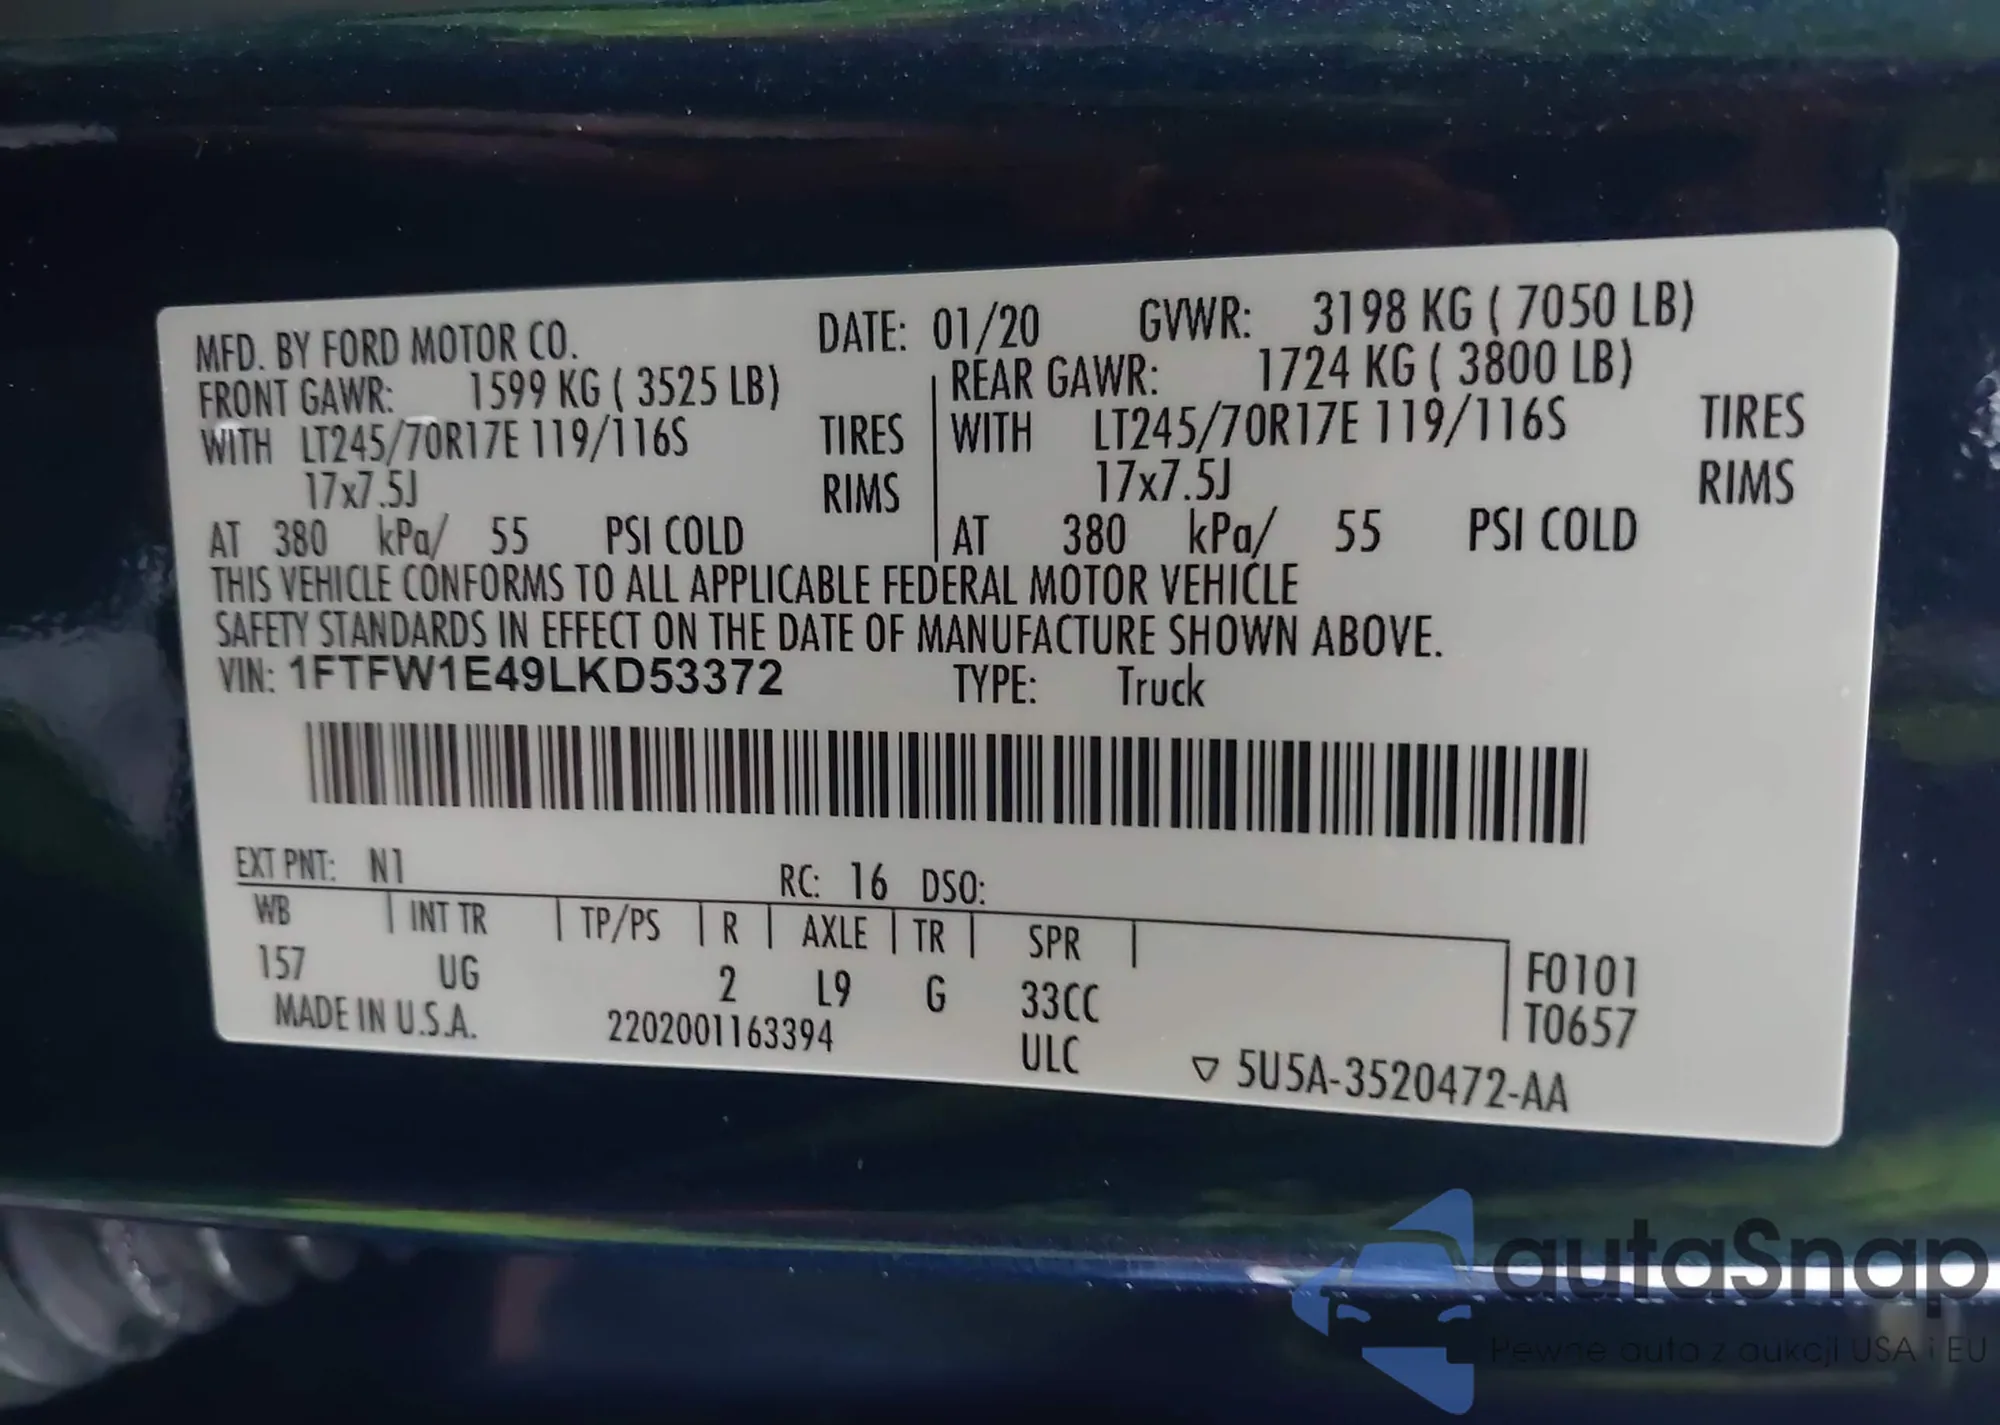 MFD. BY FORD MOTOR CO. DATE: 01/20 GVWR: 3198 KG ( 7050 LB)
FRONT GAWR: 1599 KG ( 3525 LB) REAR GAWR: 1724 KG ( 3800 LB)
WITH LT245/70R17E 119/116S TIRES WITH LT245/70R17E 119/116S TIRES
17x7.5J RIMS 17x7.5J RIMS
AT 380 kPa/ 55 PSI COLD AT 380 kPa/ 55 PSI COLD
THIS VEHICLE CONFORMS TO ALL APPLICABLE FEDERAL MOTOR VEHICLE
SAFETY STANDARDS IN EFFECT ON THE DATE OF MANUFACTURE SHOWN ABOVE.
VIN: 1FTFW1E49LKD53372 TYPE: Truck
EXT PNT: N1 RC: 16 DSO:
WB INT TR TP/PS R AXLE TR SPR
157 UG 2 L9 G 33CC F0101
MADE IN U.S.A. 2202001163394 ULC T0657
▽ 5U5A-3520472-AA
autaSnap
Pewne auto z aukcji USA i EU